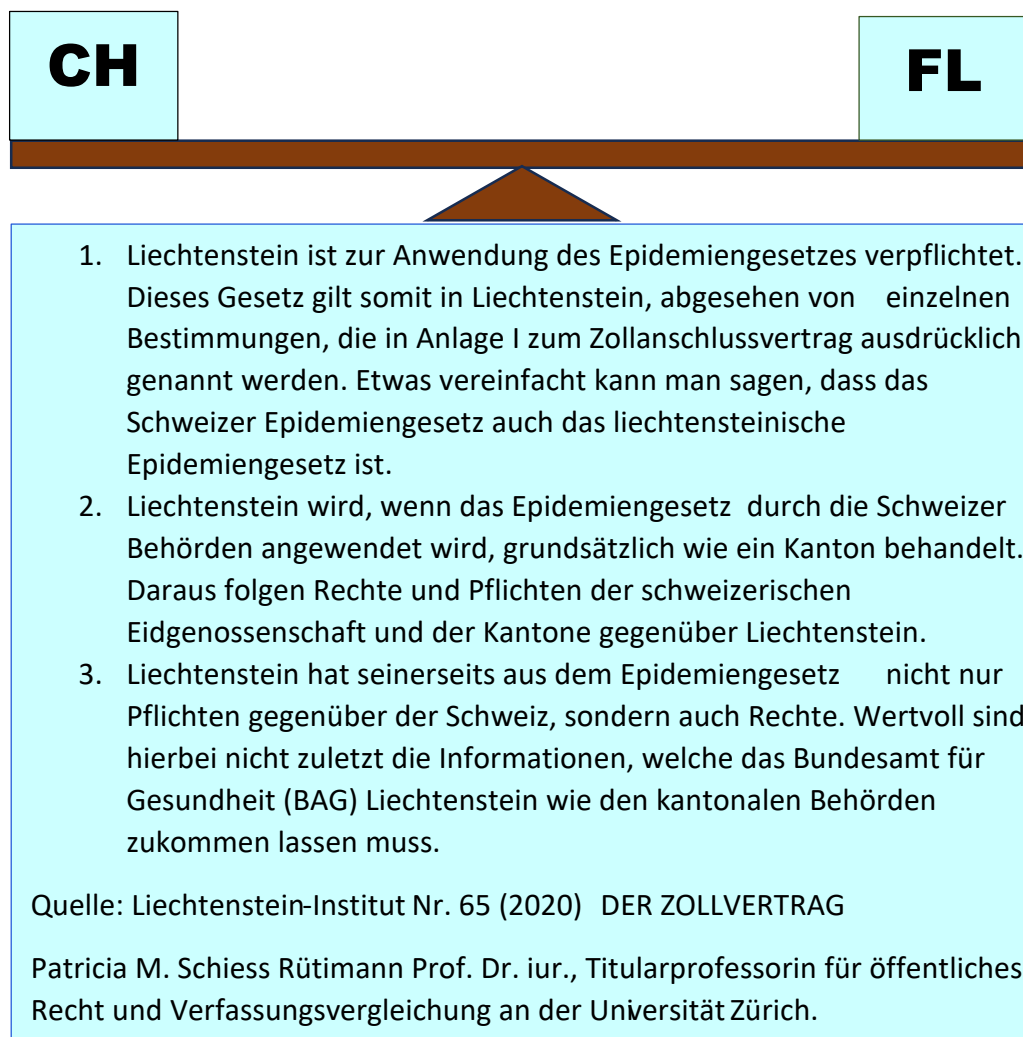 CH
FL
1. Liechtenstein ist zur Anwendung des Epidemiengesetzes verpflichtet.
Dieses Gesetz gilt somit in Liechtenstein, abgesehen von einzelnen
Bestimmungen, die in Anlage I zum Zollanschlussvertrag ausdrücklich
genannt werden. Etwas vereinfacht kann man sagen, dass das
Schweizer Epidemiengesetz auch das liechtensteinische
Epidemiengesetz ist.
2. Liechtenstein wird, wenn das Epidemiengesetz durch die Schweizer
Behörden angewendet wird, grundsätzlich wie ein Kanton behandelt.
Daraus folgen Rechte und Pflichten der schweizerischen
Eidgenossenschaft und der Kantone gegenüber Liechtenstein.
3. Liechtenstein hat seinerseits aus dem Epidemiengesetz nicht nur
Pflichten gegenüber der Schweiz, sondern auch Rechte. Wertvoll sind
hierbei nicht zuletzt die Informationen, welche das Bundesamt für
Gesundheit (BAG) Liechtenstein wie den kantonalen Behörden
zukommen lassen muss.
Quelle: Liechtenstein-Institut Nr. 65 (2020) DER ZOLLVERTRAG
Patricia M. Schiess Rütimann Prof. Dr. iur., Titularprofessorin für öffentliches
Recht und Verfassungsvergleichung an der Universität Zürich.